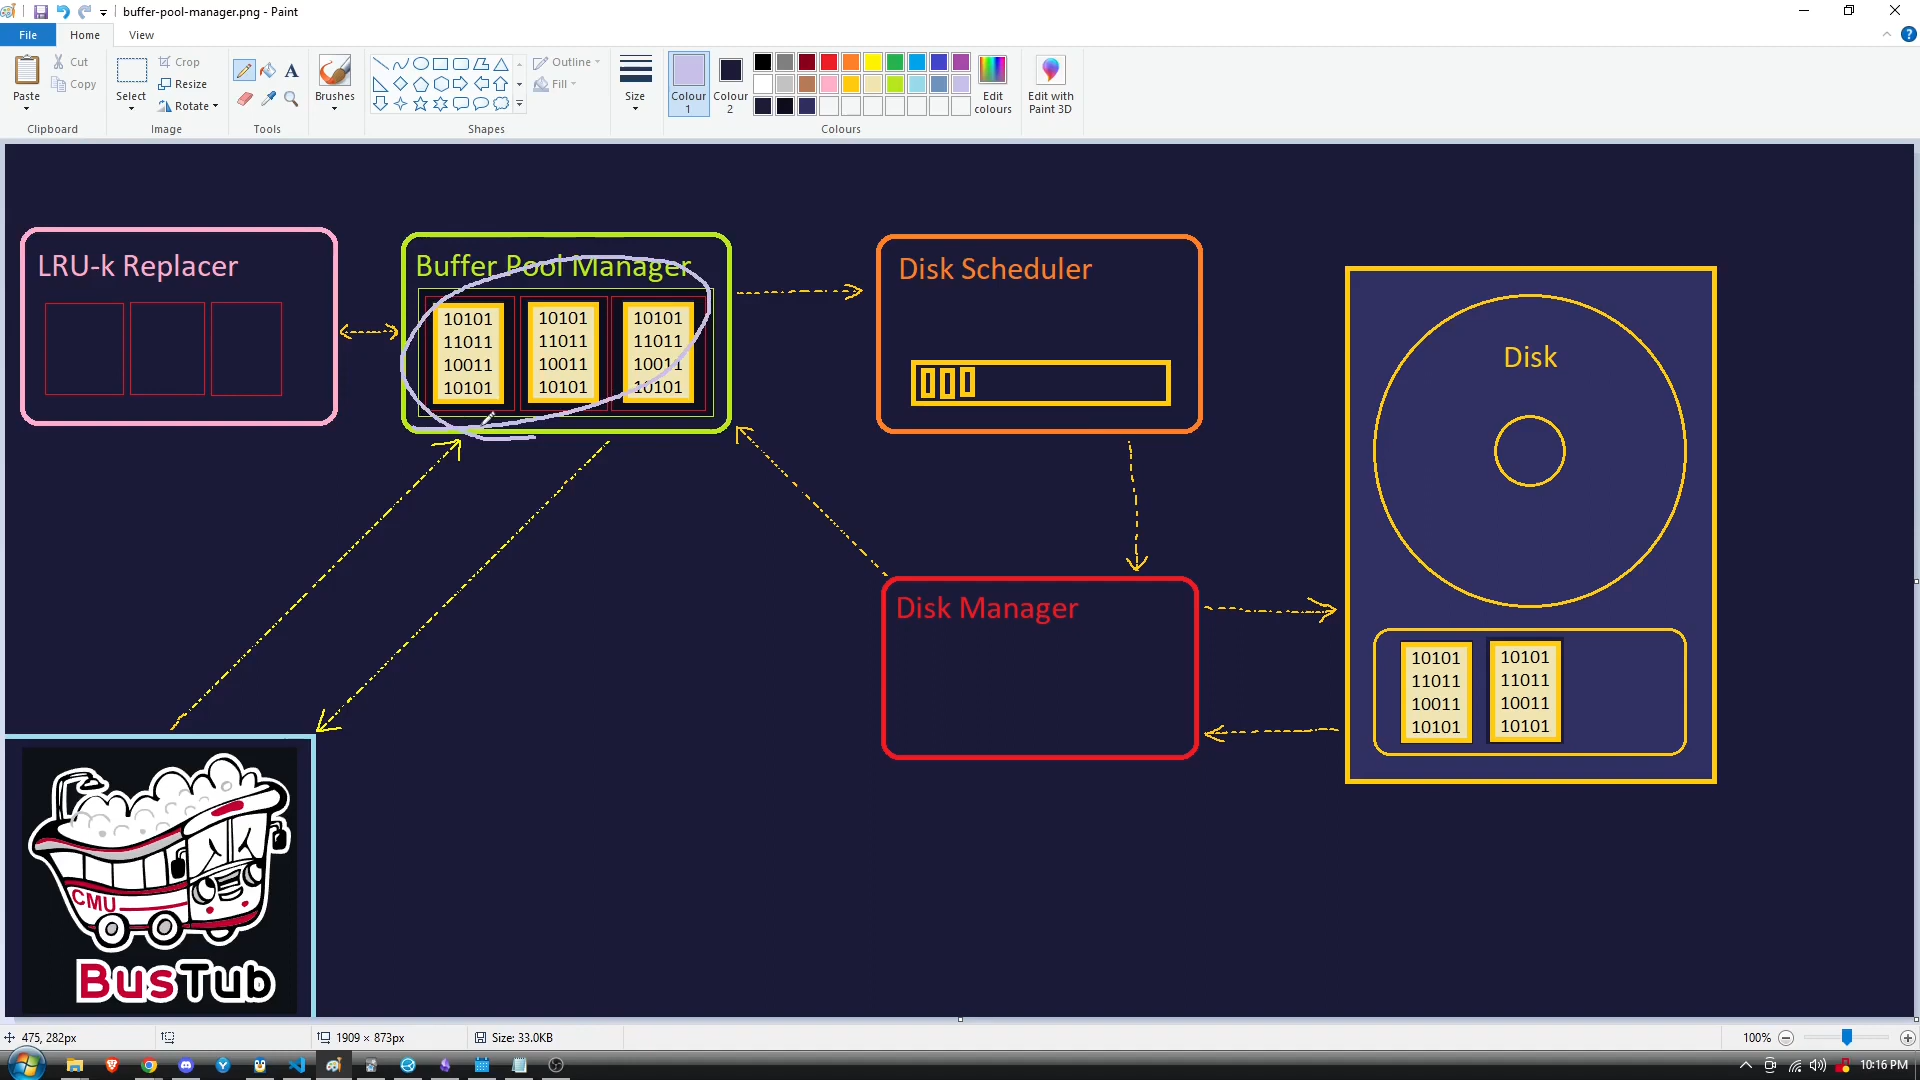 buffer-pool-manager.png - Paint
File
Home
View
Paste
Cut
Copy
Clipboard
Select
Crop
Resize
Rotate
Image
Tools
Brushes
Shapes
Outline
Fill
Size
Colour 1
Colour 2
Edit colours
Edit with Paint 3D
Colours
LRU-k Replacer
Buffer Pool Manager
10101 10101 10101
11011 11011 11011
10011 10011 10011
10101 10101 10101
Disk Scheduler
Disk
Disk Manager
10101 10101
11011 11011
10011 10011
10101 10101
CMU
BusTub
475, 282px
1909 × 873px
Size: 33.0KB
100%
10:16 PM